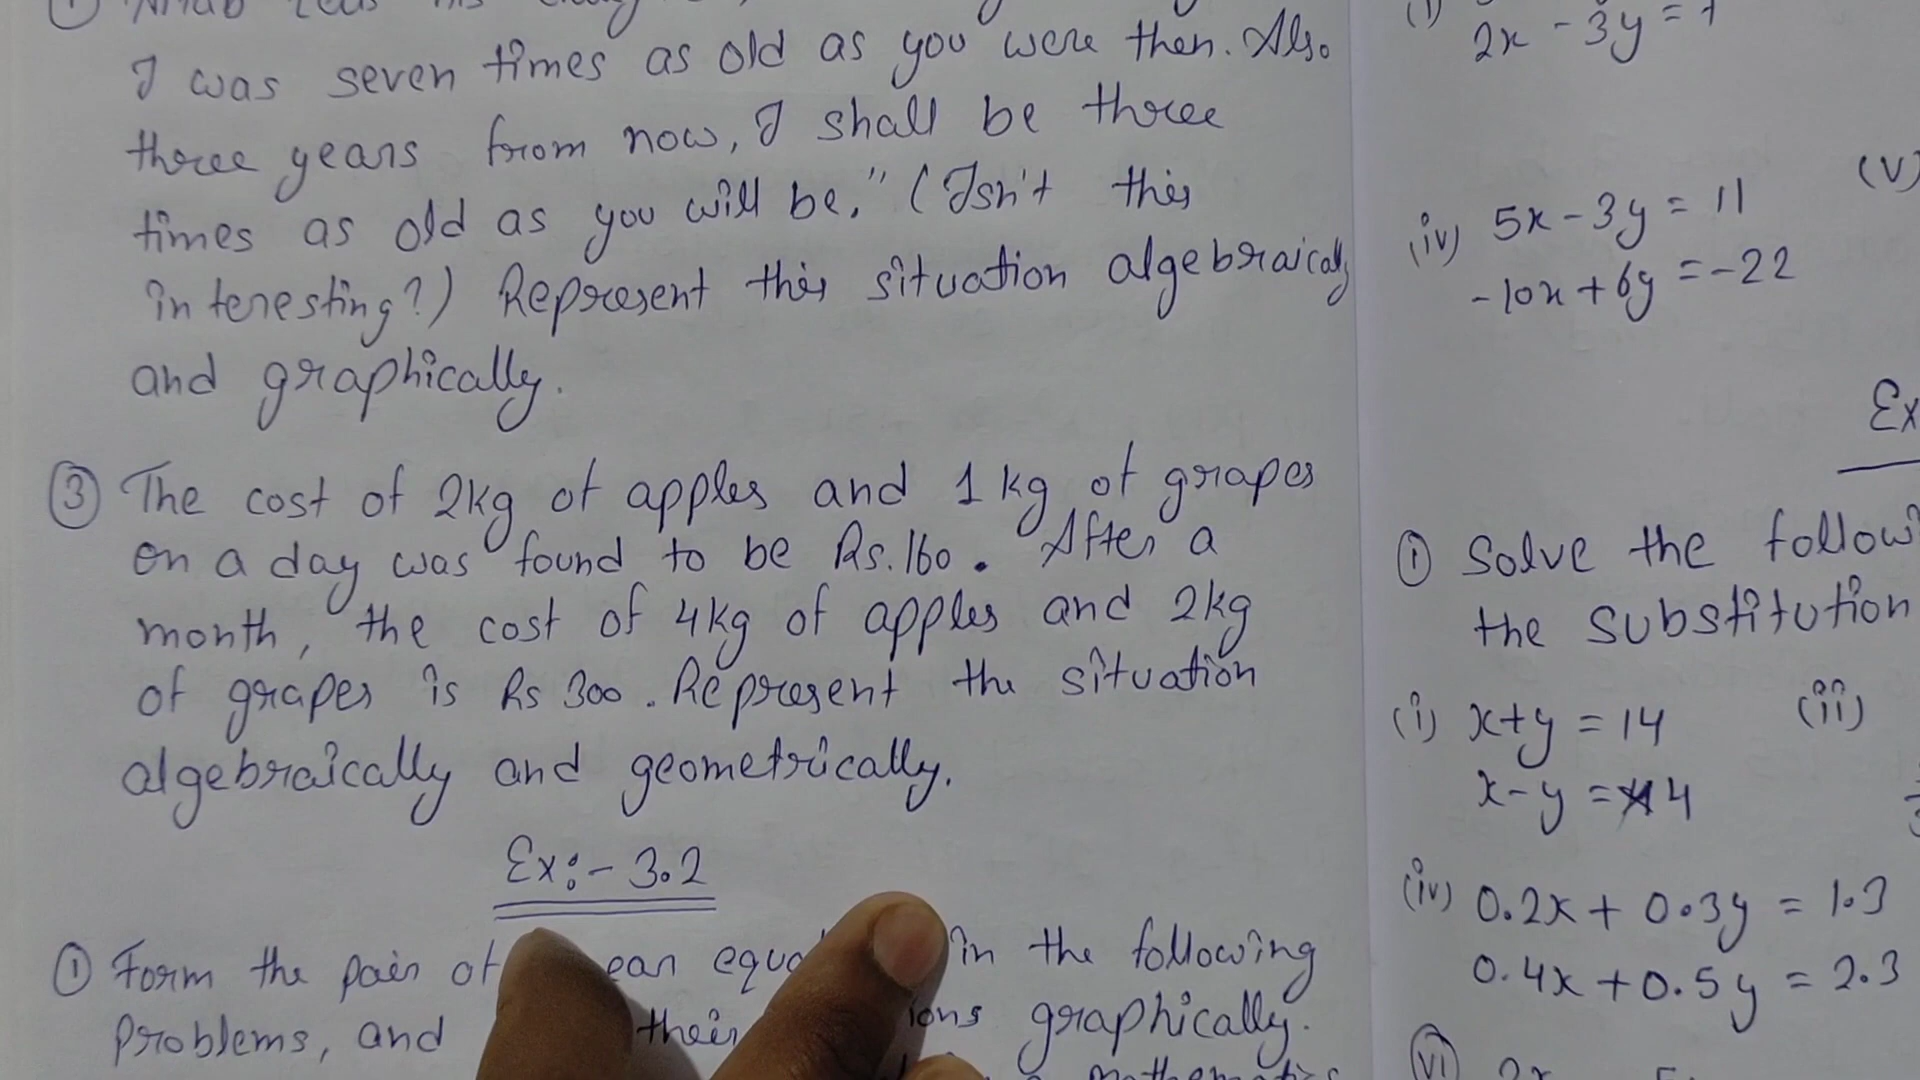 I was seven times as old as you were then. Also
three years from now, I shall be three
times as old as you will be." (Isn't this
interesting?) Represent this situation algebraically
and graphically.
③ The cost of 2kg of apples and 1 kg of grapes
on a day was found to be Rs. 160. After a
month, the cost of 4kg of apples and 2kg
of grapes is Rs 300. Represent the situation
algebraically and geometrically.
Ex:- 3.2
① Form the pair of equa in the following
Problems, and their graphically.
(i)
2x - 3y = 7
(iv) 5x - 3y = 11
-10x + 6y = -22
(v)
Ex
① Solve the follow
the substitution
(i) x+y = 14
x-y = 4
(ii)
(iv) 0.2x + 0.3y = 1.3
0.4x + 0.5y = 2.3
(vi)